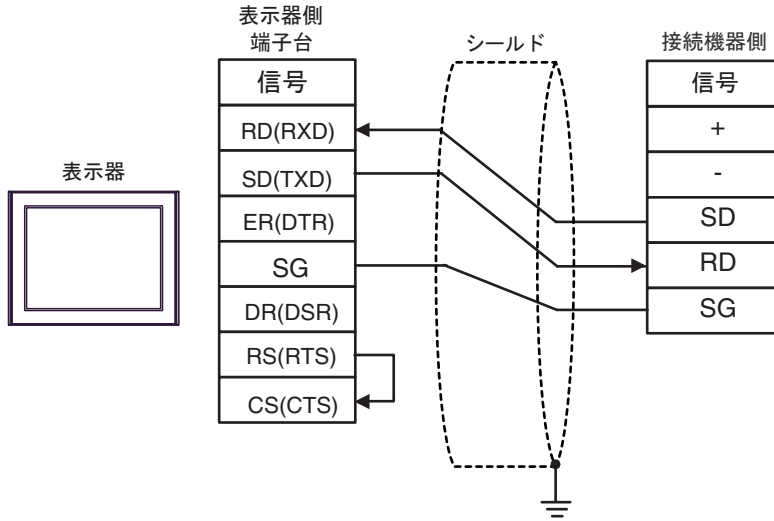 表示器側
端子台
シールド
接続機器側
信号
RD(RXD)
SD(TXD)
ER(DTR)
SG
DR(DSR)
RS(RTS)
CS(CTS)
表示器
信号
+
-
SD
RD
SG